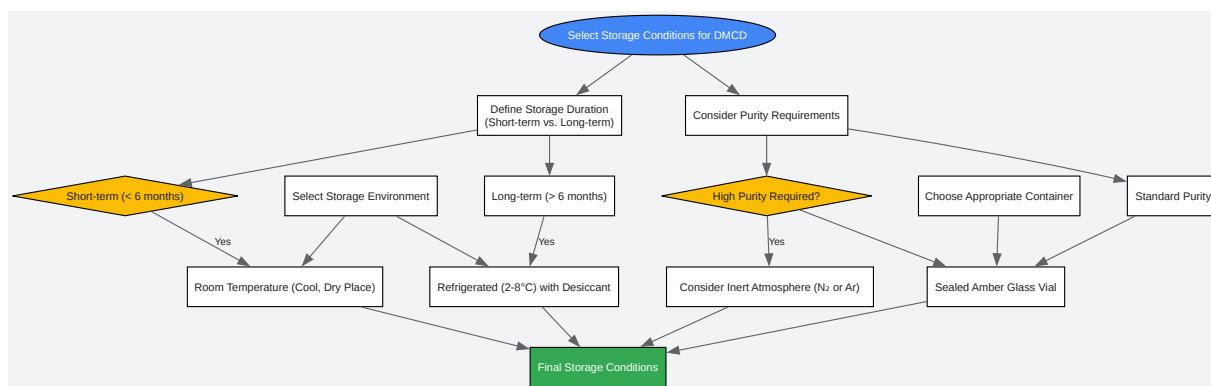 Select Storage Conditions for DMCD
Define Storage Duration
(Short-term vs. Long-term)
Consider Purity Requirements
Short-term (< 6 months)
Select Storage Environment
Long-term (> 6 months)
High Purity Required?
Choose Appropriate Container
Standard Purity
Yes
Yes
Yes
Room Temperature (Cool, Dry Place)
Refrigerated (2-8°C) with Desiccant
Consider Inert Atmosphere (N₂ or Ar)
Sealed Amber Glass Vial
Final Storage Conditions